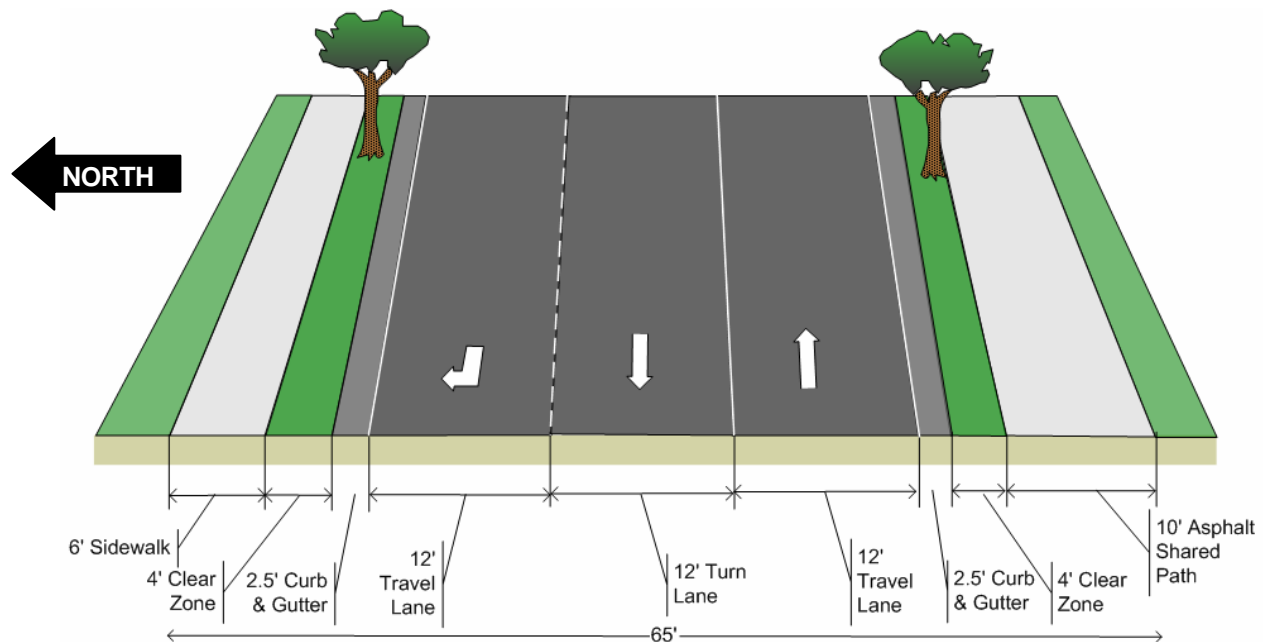 NORTH
6' Sidewalk
4' Clear
Zone
2.5' Curb
& Gutter
12'
Travel
Lane
12' Turn
Lane
12'
Travel
Lane
2.5' Curb
& Gutter
4' Clear
Zone
10' Asphalt
Shared
Path
65'